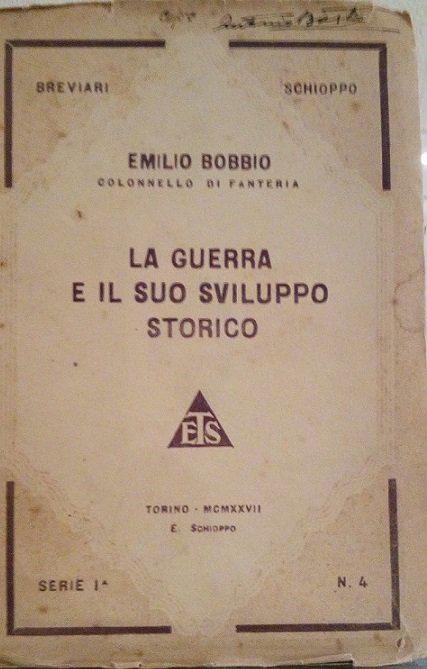 BREVIARI SCHIOPPO
EMILIO BOBBIO
COLONNELLO DI FANTERIA
LA GUERRA
E IL SUO SVILUPPO
STORICO
ETS
TORINO - MCMXXVII
E. SCHIOPPO
SERIE Iᴬ N. 4